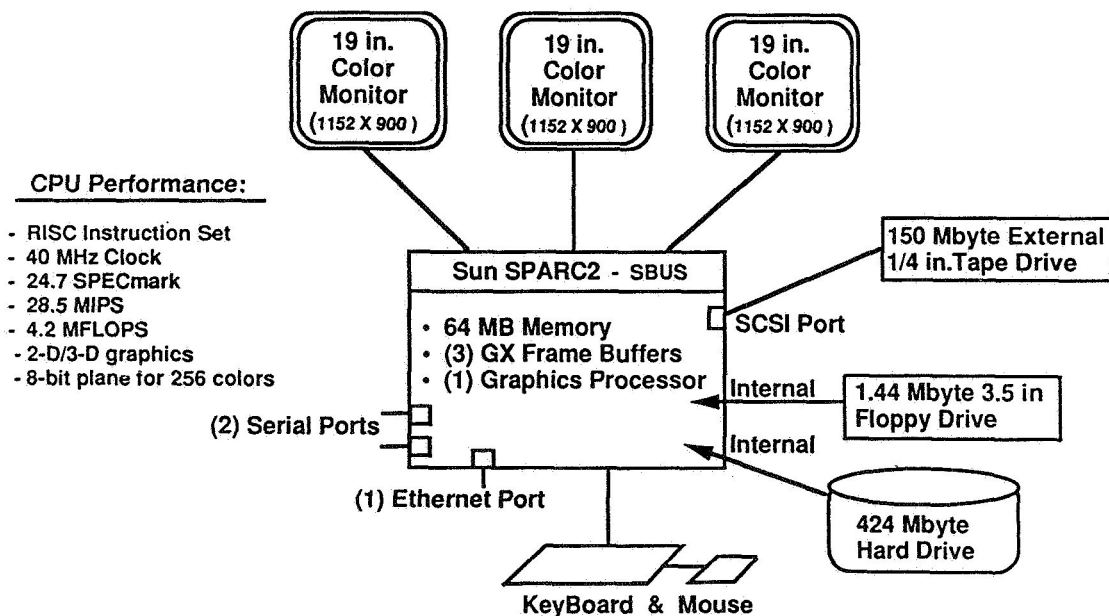 19 in.
Color
Monitor
(1152 X 900 )
19 in.
Color
Monitor
(1152 X 900 )
19 in.
Color
Monitor
(1152 X 900 )
CPU Performance:
- RISC Instruction Set
- 40 MHz Clock
- 24.7 SPECmark
- 28.5 MIPS
- 4.2 MFLOPS
- 2-D/3-D graphics
- 8-bit plane for 256 colors
Sun SPARC2 - SBUS
• 64 MB Memory
• (3) GX Frame Buffers
• (1) Graphics Processor
150 Mbyte External
1/4 in.Tape Drive
SCSI Port
Internal
1.44 Mbyte 3.5 in
Floppy Drive
Internal
424 Mbyte
Hard Drive
(2) Serial Ports
(1) Ethernet Port
KeyBoard & Mouse